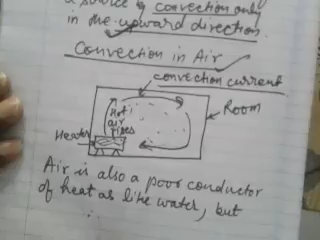 a source of convection only
in the upward direction.
Convection in Air
convection current
Room
Hot
air
rises
Heater
Air is also a poor conductor
of heat as like water, but